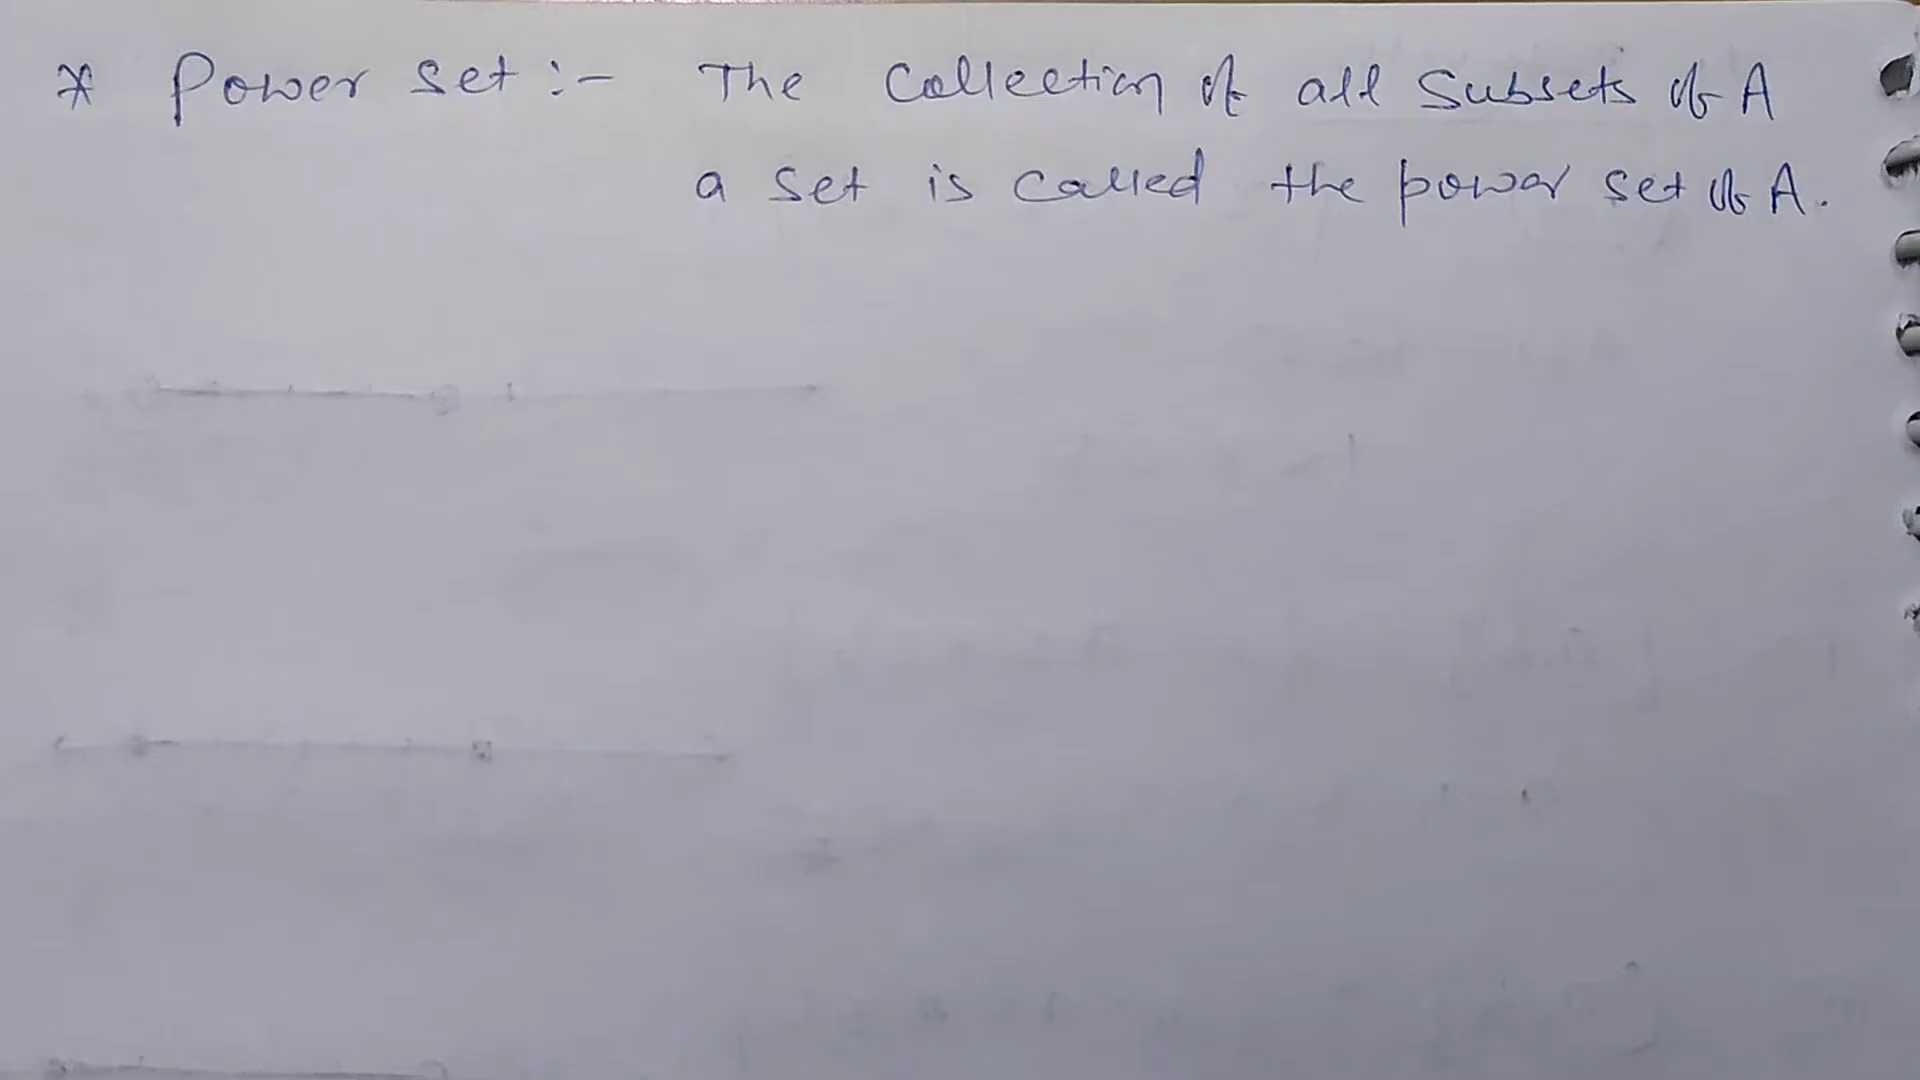 * Power set :- The Collection of all Subsets of A
a set is called the power set of A.